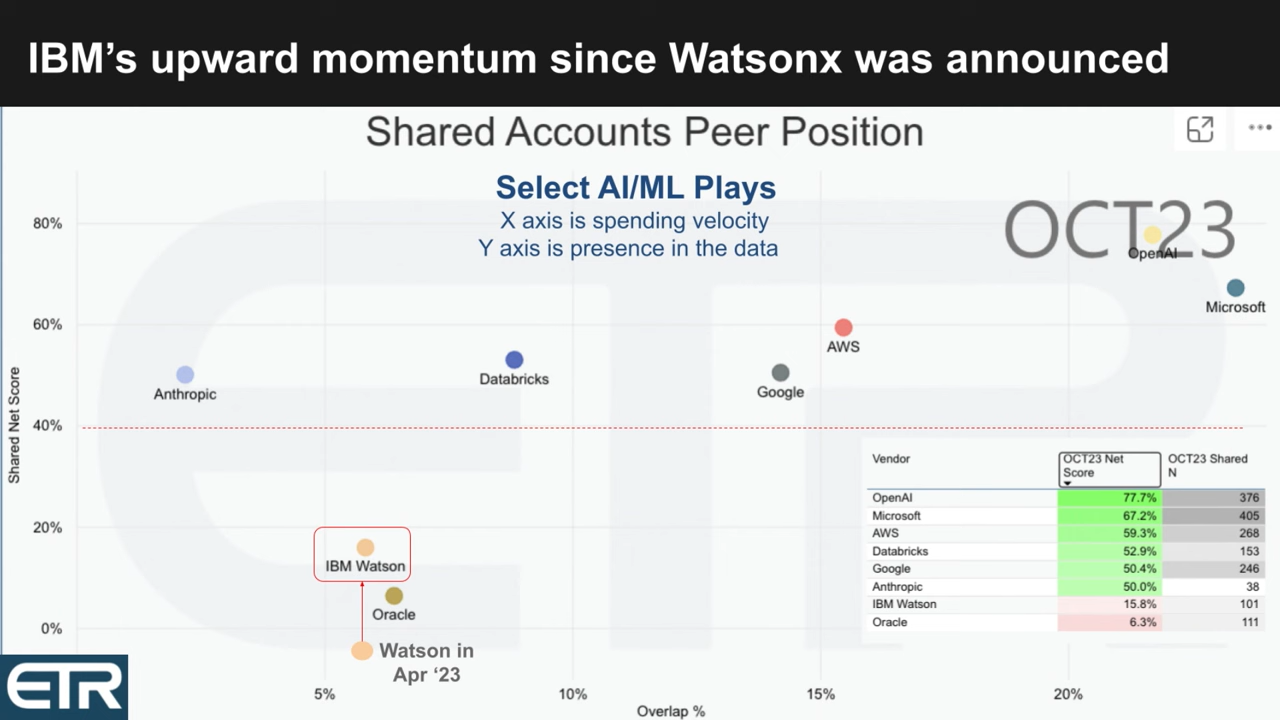 IBM’s upward momentum since Watsonx was announced
Shared Accounts Peer Position
Select AI/ML Plays
X axis is spending velocity
Y axis is presence in the data
OCT23
80%
60%
40%
20%
0%
Shared Net Score
OpenAI
Microsoft
AWS
Google
Databricks
Anthropic
IBM Watson
Oracle
Watson in
Apr ‘23
Vendor OCT23 Net Score OCT23 Shared N
OpenAI 77.7% 376
Microsoft 67.2% 405
AWS 59.3% 268
Databricks 52.9% 153
Google 50.4% 246
Anthropic 50.0% 38
IBM Watson 15.8% 101
Oracle 6.3% 111
5% 10% 15% 20%
Overlap %
ETR